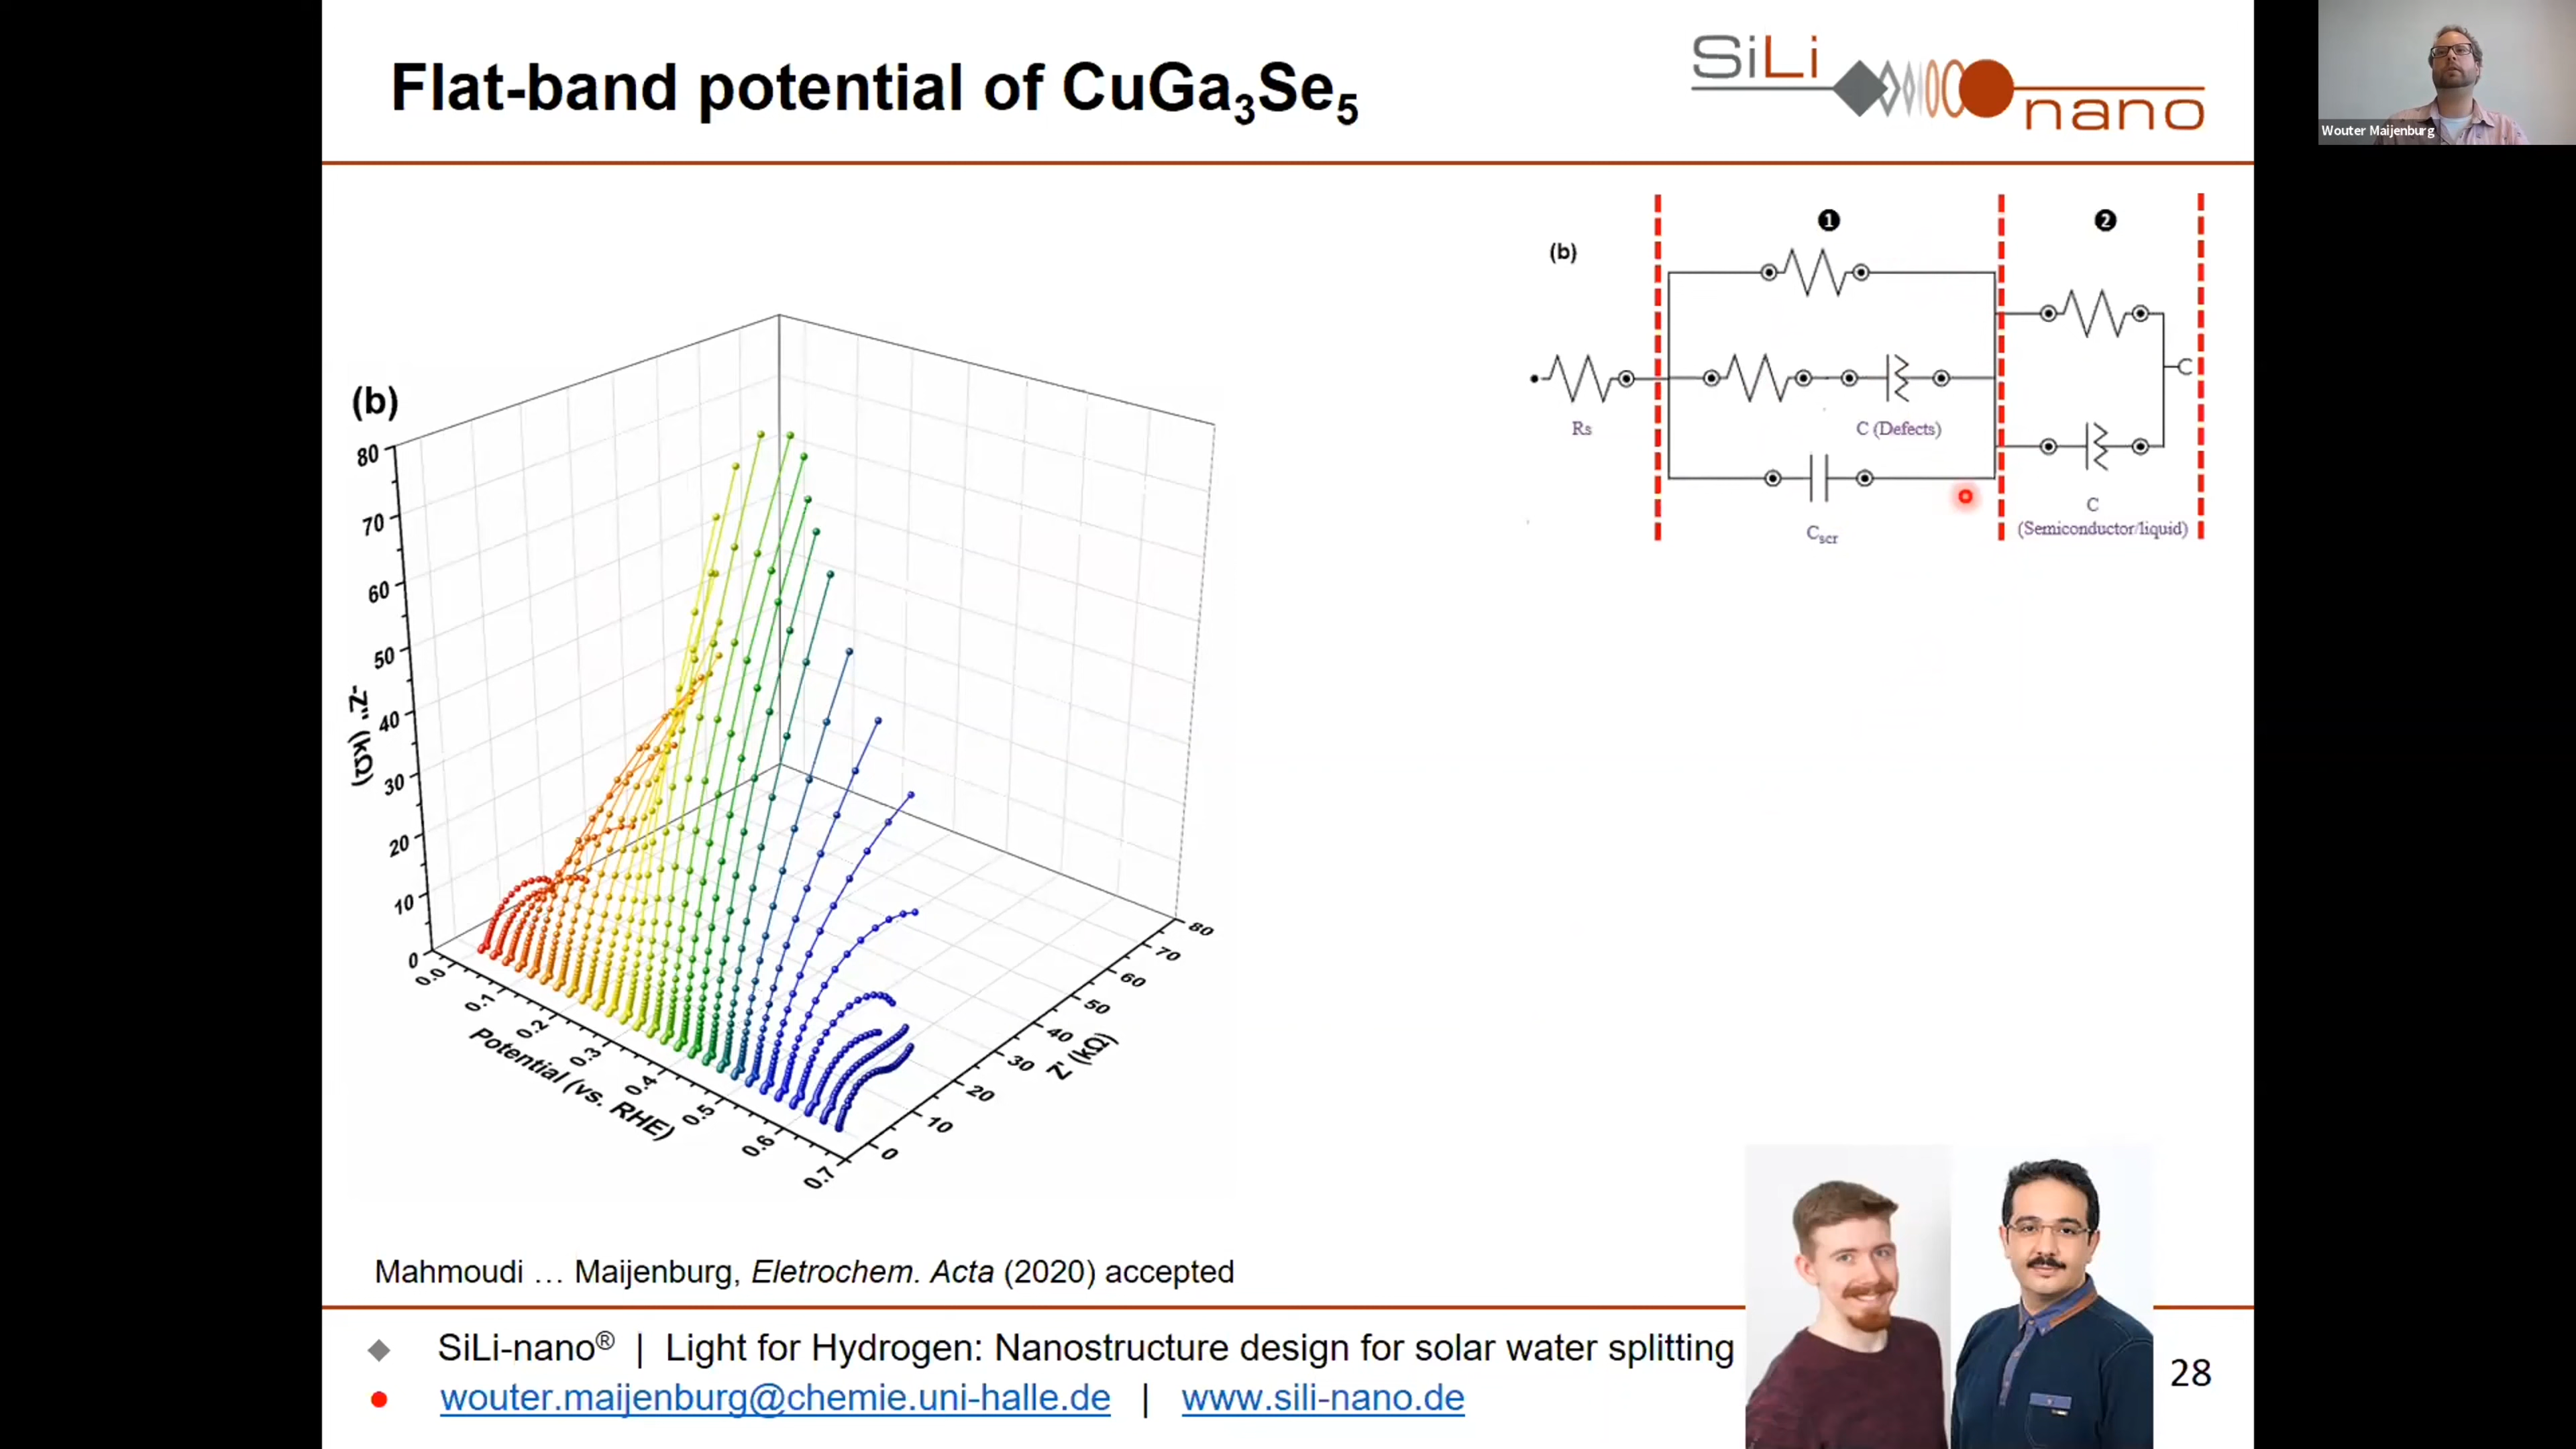 Flat-band potential of CuGa₃Se₅
SiLi
nano
Wouter Maijenburg
(b)
80
70
60
50
40
30
20
10
0
-Z'' (kΩ)
0.0
0.1
0.2
0.3
0.4
0.5
0.6
0.7
Potential (vs. RHE)
0
10
20
30
40
50
60
70
80
Z' (kΩ)
(b)
❶
❷
Rs
C (Defects)
Cscr
C
C
(Semiconductor/liquid)
Mahmoudi … Maijenburg, Eletrochem. Acta (2020) accepted
SiLi-nano® | Light for Hydrogen: Nanostructure design for solar water splitting
wouter.maijenburg@chemie.uni-halle.de | www.sili-nano.de
28